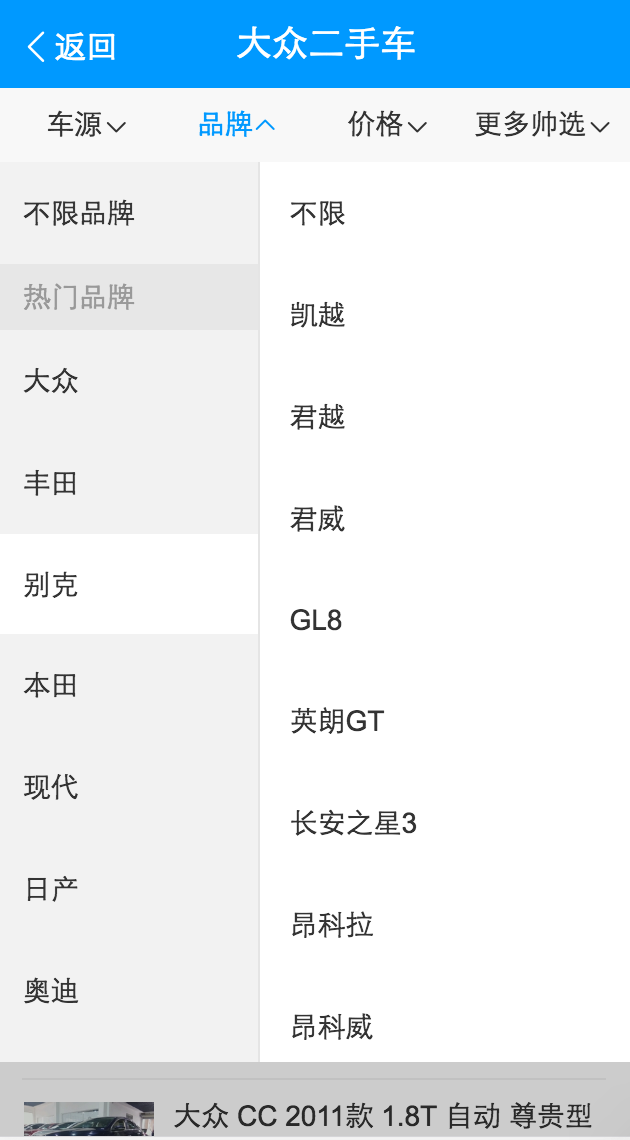 返回
大众二手车
车源
品牌
价格
更多帅选
不限品牌
热门品牌
大众
丰田
别克
本田
现代
日产
奥迪
不限
凯越
君越
君威
GL8
英朗GT
长安之星3
昂科拉
昂科威
大众 CC 2011款 1.8T 自动 尊贵型